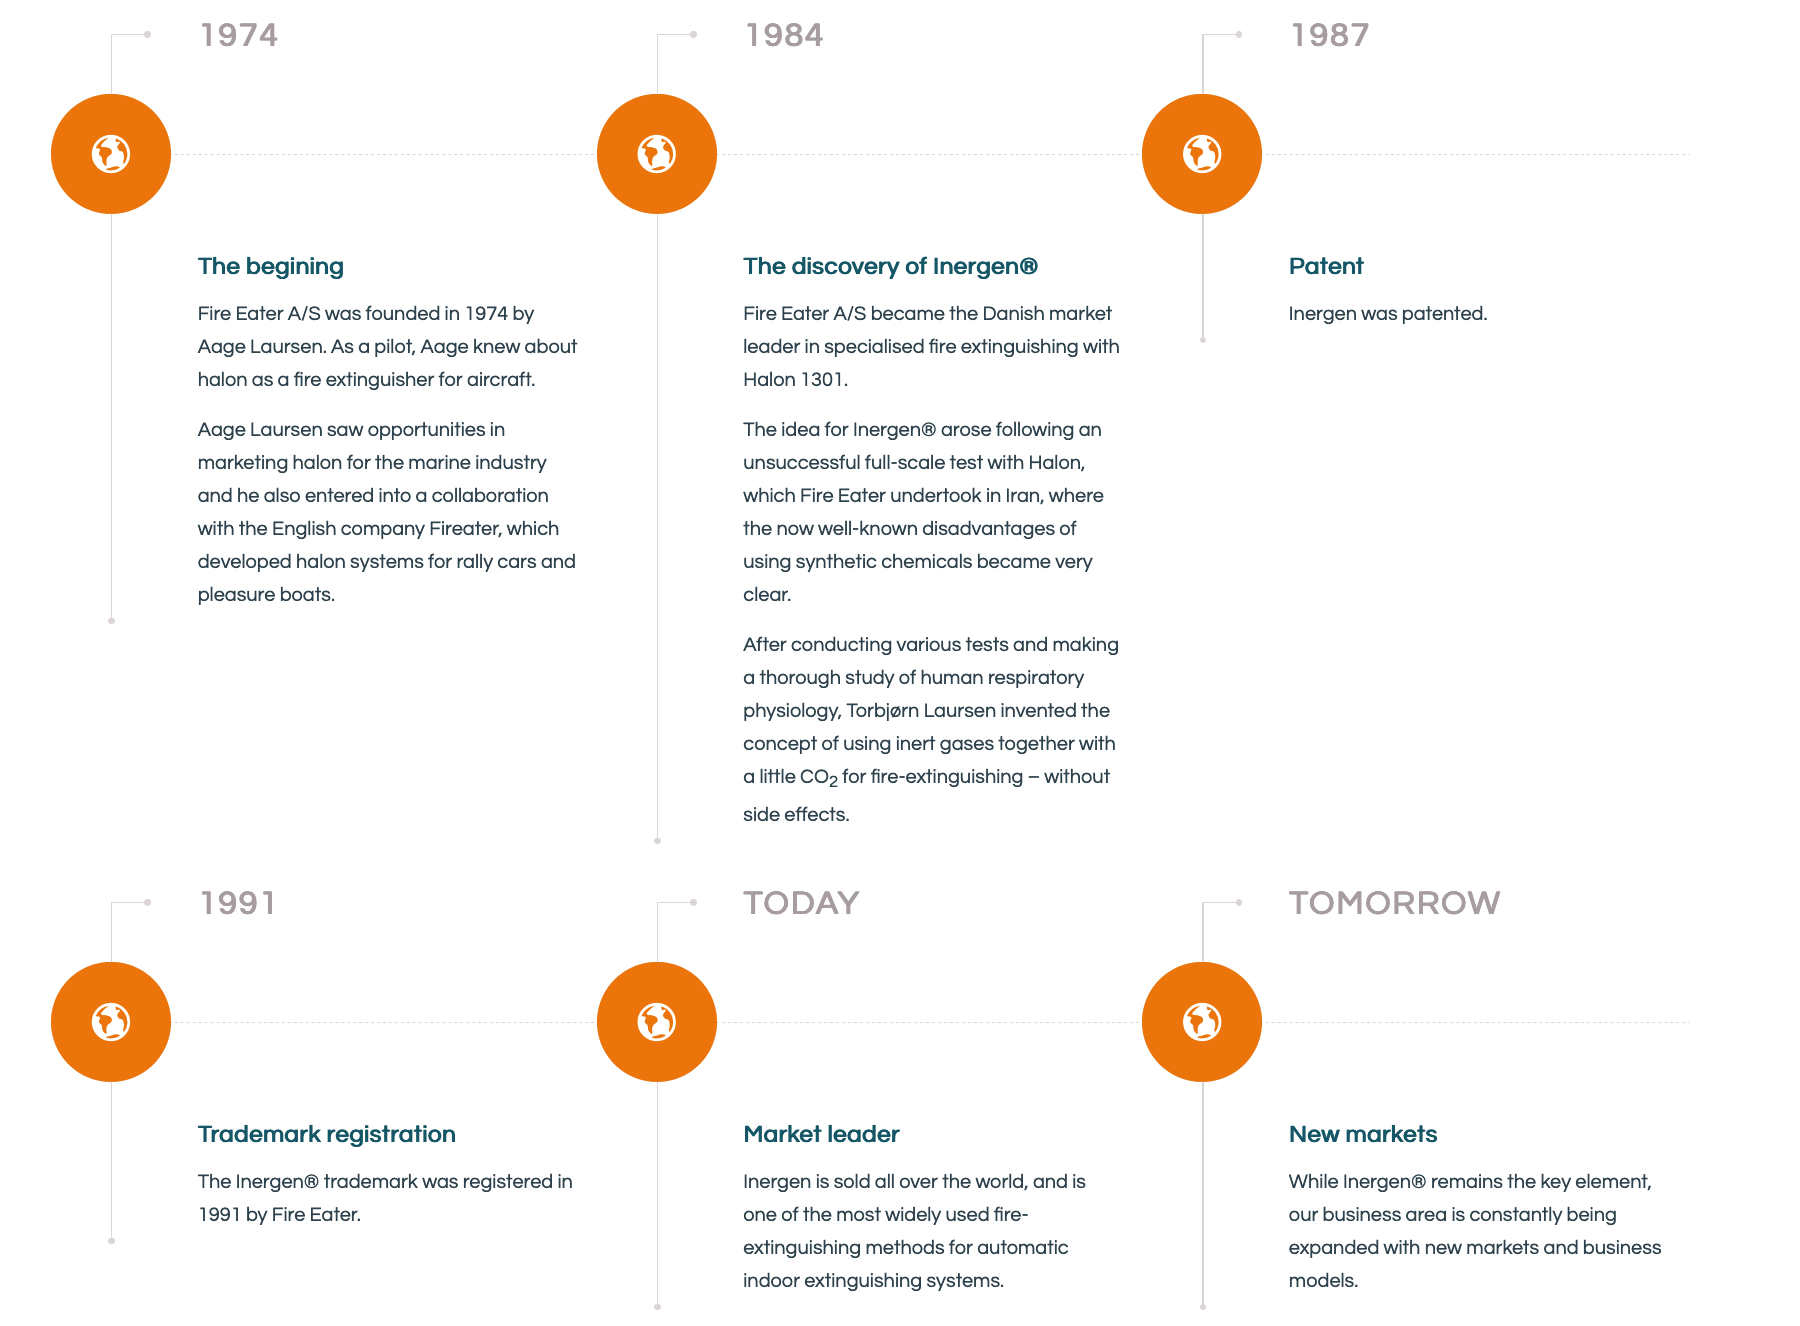 1974
The begining
Fire Eater A/S was founded in 1974 by
Aage Laursen. As a pilot, Aage knew about
halon as a fire extinguisher for aircraft.
Aage Laursen saw opportunities in
marketing halon for the marine industry
and he also entered into a collaboration
with the English company Fireater, which
developed halon systems for rally cars and
pleasure boats.
1984
The discovery of Inergen®
Fire Eater A/S became the Danish market
leader in specialised fire extinguishing with
Halon 1301.
The idea for Inergen® arose following an
unsuccessful full-scale test with Halon,
which Fire Eater undertook in Iran, where
the now well-known disadvantages of
using synthetic chemicals became very
clear.
After conducting various tests and making
a thorough study of human respiratory
physiology, Torbjørn Laursen invented the
concept of using inert gases together with
a little CO₂ for fire-extinguishing – without
side effects.
1987
Patent
Inergen was patented.
1991
Trademark registration
The Inergen® trademark was registered in
1991 by Fire Eater.
TODAY
Market leader
Inergen is sold all over the world, and is
one of the most widely used fire-
extinguishing methods for automatic
indoor extinguishing systems.
TOMORROW
New markets
While Inergen® remains the key element,
our business area is constantly being
expanded with new markets and business
models.